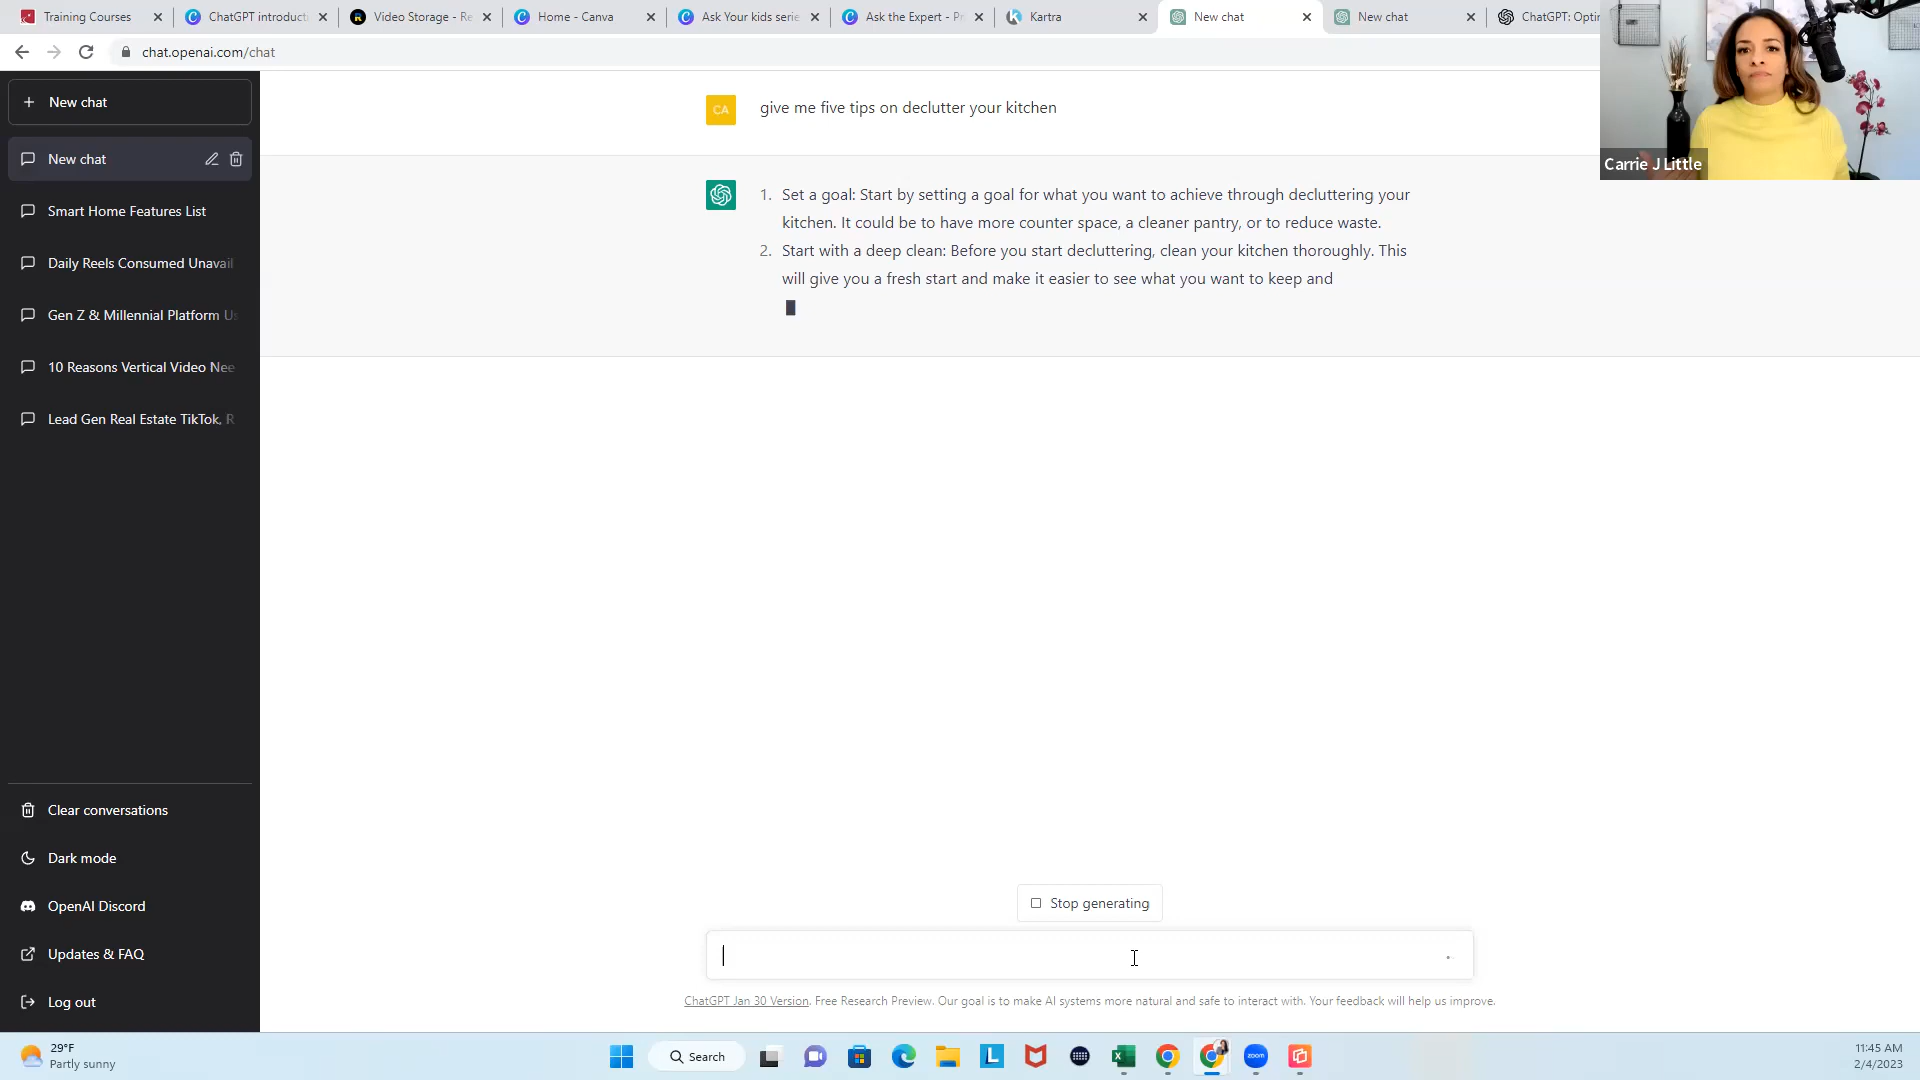 Training Courses
ChatGPT introduct
Video Storage - Re
Home - Canva
Ask Your kids serie
Ask the Expert - Pr
Kartra
New chat
New chat
ChatGPT: Optir
chat.openai.com/chat
Carrie J Little
New chat
New chat
Smart Home Features List
Daily Reels Consumed Unavail
Gen Z & Millennial Platform U
10 Reasons Vertical Video Nee
Lead Gen Real Estate TikTok, R
Clear conversations
Dark mode
OpenAI Discord
Updates & FAQ
Log out
CA
give me five tips on declutter your kitchen
1. Set a goal: Start by setting a goal for what you want to achieve through decluttering your
kitchen. It could be to have more counter space, a cleaner pantry, or to reduce waste.
2. Start with a deep clean: Before you start decluttering, clean your kitchen thoroughly. This
will give you a fresh start and make it easier to see what you want to keep and
Stop generating
ChatGPT Jan 30 Version. Free Research Preview. Our goal is to make AI systems more natural and safe to interact with. Your feedback will help us improve.
29°F
Partly sunny
Search
L
zoom
11:45 AM
2/4/2023